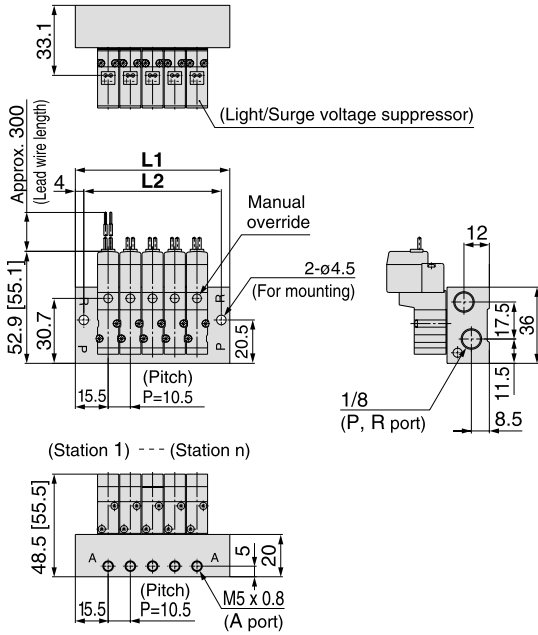 33.1
(Light/Surge voltage suppressor)
Approx. 300
(Lead wire length)
L1
4
L2
Manual
override
12
2-ø4.5
(For mounting)
52.9 [55.1]
30.7
R
R
P
P
20.5
17.5
36
11.5
(Pitch)
15.5
P=10.5
1/8
(P, R port)
8.5
(Station 1) ---- (Station n)
48.5 [55.5]
A
A
5
20
(Pitch)
15.5
P=10.5
M5 x 0.8
(A port)